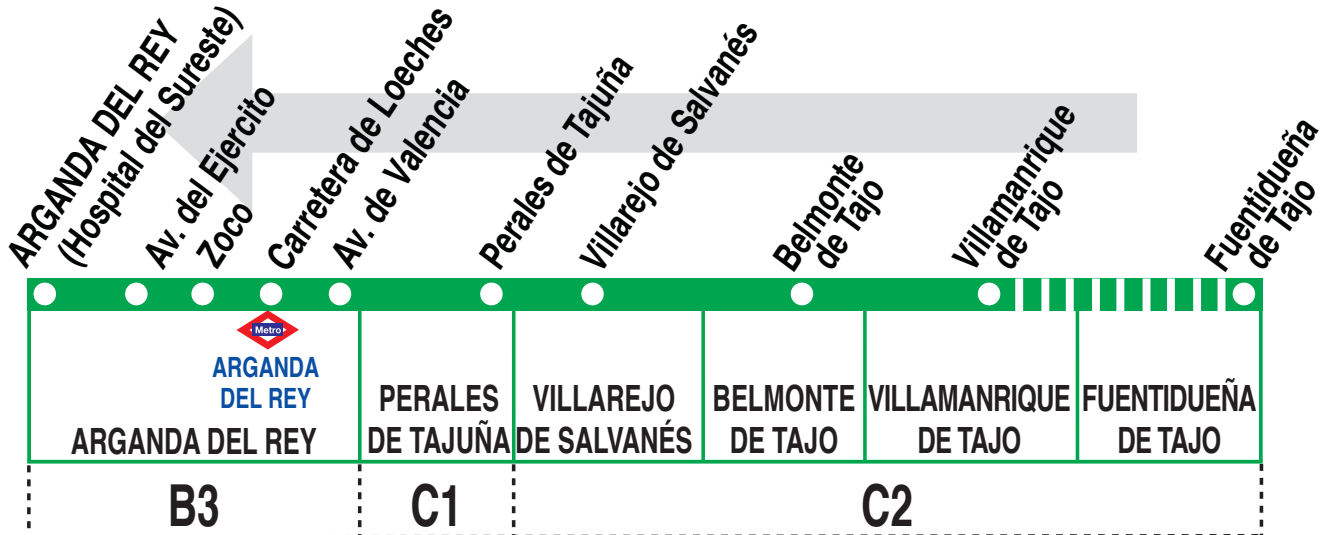 ARGANDA DEL REY
(Hospital del Sureste)
Av. del Ejercito
Zoco
Carretera de Loeches
Av. de Valencia
Perales de Tajuña
Villarejo de Salvanés
Belmonte
de Tajo
Villamanrique
de Tajo
Fuentidueña
de Tajo
Metro
ARGANDA
DEL REY
ARGANDA DEL REY
PERALES
DE TAJUÑA
VILLAREJO
DE SALVANÉS
BELMONTE
DE TAJO
VILLAMANRIQUE
DE TAJO
FUENTIDUEÑA
DE TAJO
B3
C1
C2